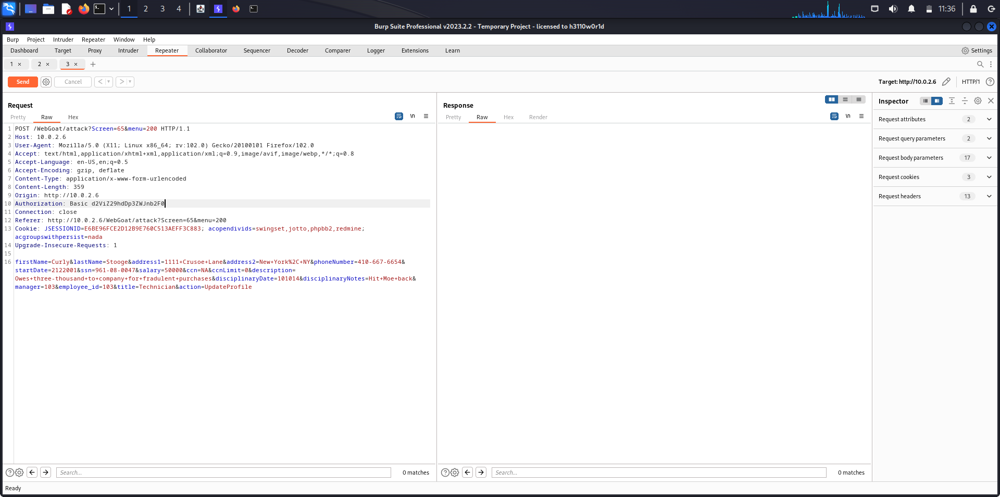 1 2 3 4 11:36
Burp Suite Professional v2023.2.2 - Temporary Project - licensed to h3110w0r1d
Burp Project Intruder Repeater Window Help
Dashboard Target Proxy Intruder Repeater Collaborator Sequencer Decoder Comparer Logger Extensions Learn Settings
1 × 2 × 3 × +
Send Cancel < > Target: http://10.0.2.6 HTTP/1 ?
Request
Pretty Raw Hex \n
1 POST /WebGoat/attack?Screen=65&menu=200 HTTP/1.1
2 Host: 10.0.2.6
3 User-Agent: Mozilla/5.0 (X11; Linux x86_64; rv:102.0) Gecko/20100101 Firefox/102.0
4 Accept: text/html,application/xhtml+xml,application/xml;q=0.9,image/avif,image/webp,*/*;q=0.8
5 Accept-Language: en-US,en;q=0.5
6 Accept-Encoding: gzip, deflate
7 Content-Type: application/x-www-form-urlencoded
8 Content-Length: 359
9 Origin: http://10.0.2.6
10 Authorization: Basic d2ViZ29hdDp3ZWJnb2F0
11 Connection: close
12 Referer: http://10.0.2.6/WebGoat/attack?Screen=65&menu=200
13 Cookie: JSESSIONID=E6BE96FCE2D12B9E760C513AEFF3C883; acopendivids=swingset,jotto,phpbb2,redmine;
acgroupswithpersist=nada
14 Upgrade-Insecure-Requests: 1
15
16 firstName=Curly&lastName=Stooge&address1=1111+Crusoe+Lane&address2=New+York%2C+NY&phoneNumber=410-667-6654&
startDate=2122001&ssn=961-08-0047&salary=50000&ccn=NA&ccnLimit=0&description=
Owes+three-thousand+to+company+for+fradulent+purchases&disciplinaryDate=101014&disciplinaryNotes=Hit+Moe+back&
manager=103&employee_id=103&title=Technician&action=UpdateProfile
Search... 0 matches
Response
Pretty Raw Hex Render \n
Search... 0 matches
Inspector
Request attributes 2
Request query parameters 2
Request body parameters 17
Request cookies 3
Request headers 13
Ready